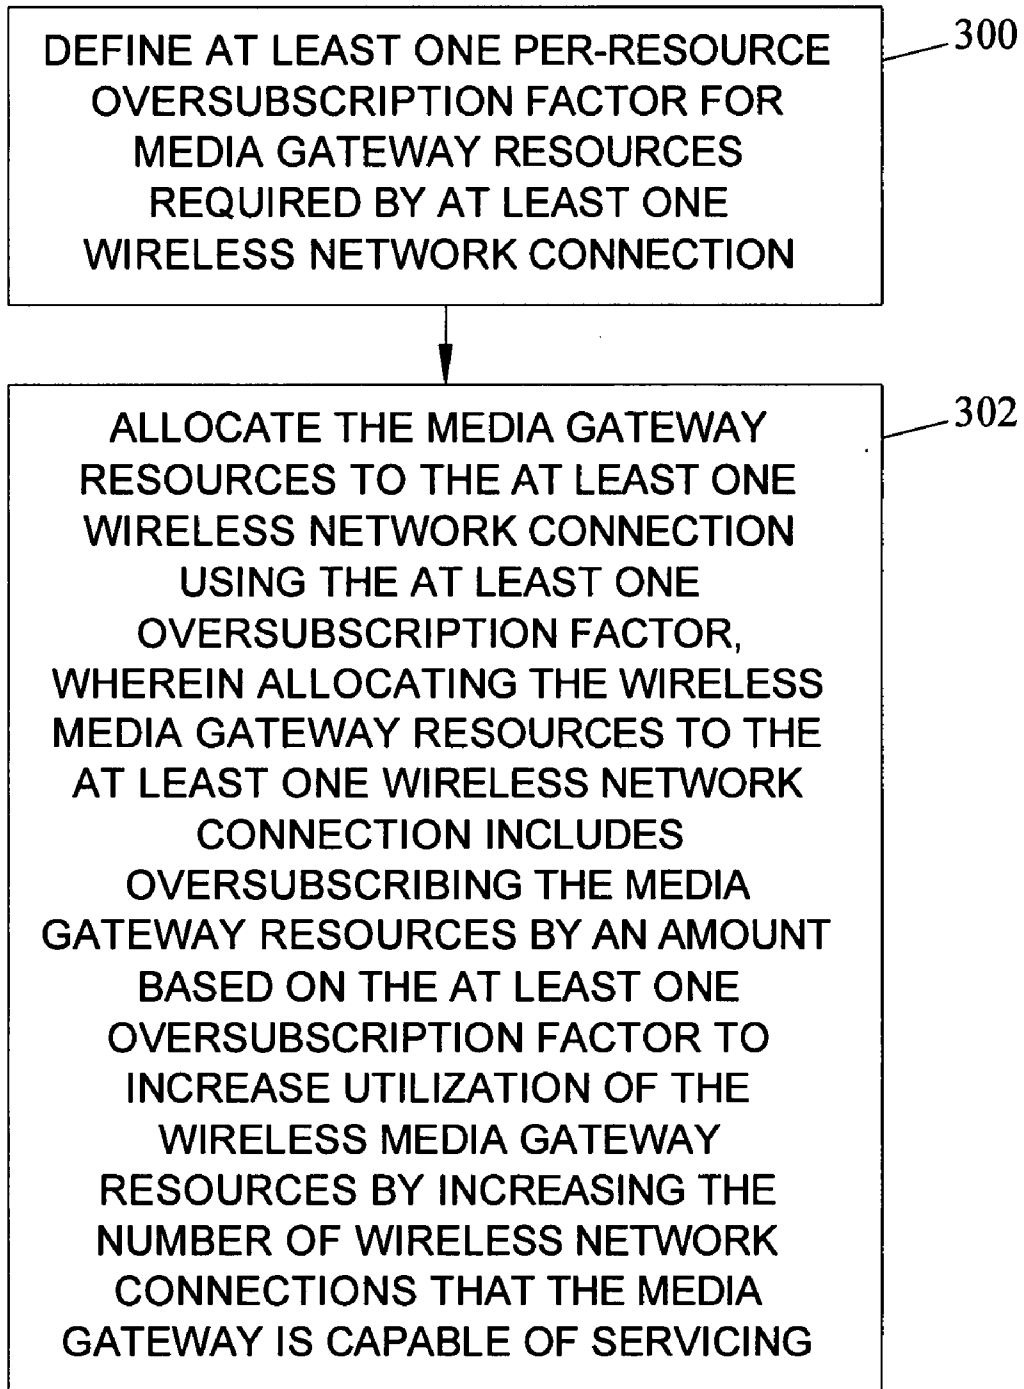 DEFINE AT LEAST ONE PER-RESOURCE
OVERSUBSCRIPTION FACTOR FOR
MEDIA GATEWAY RESOURCES
REQUIRED BY AT LEAST ONE
WIRELESS NETWORK CONNECTION
300
ALLOCATE THE MEDIA GATEWAY
RESOURCES TO THE AT LEAST ONE
WIRELESS NETWORK CONNECTION
USING THE AT LEAST ONE
OVERSUBSCRIPTION FACTOR,
WHEREIN ALLOCATING THE WIRELESS
MEDIA GATEWAY RESOURCES TO THE
AT LEAST ONE WIRELESS NETWORK
CONNECTION INCLUDES
OVERSUBSCRIBING THE MEDIA
GATEWAY RESOURCES BY AN AMOUNT
BASED ON THE AT LEAST ONE
OVERSUBSCRIPTION FACTOR TO
INCREASE UTILIZATION OF THE
WIRELESS MEDIA GATEWAY
RESOURCES BY INCREASING THE
NUMBER OF WIRELESS NETWORK
CONNECTIONS THAT THE MEDIA
GATEWAY IS CAPABLE OF SERVICING
302